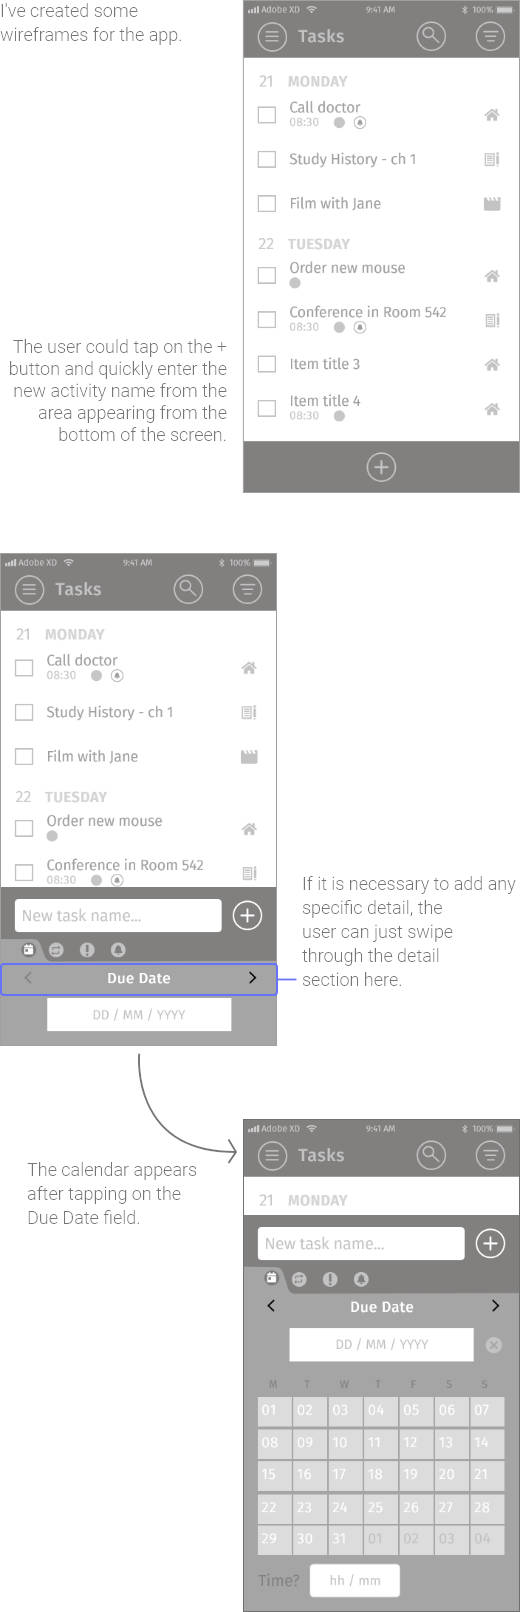 I've created some
wireframes for the app.
Adobe XD 9:41 AM 100%
Tasks
21 MONDAY
Call doctor
08:30
Study History - ch 1
Film with Jane
22 TUESDAY
Order new mouse
Conference in Room 542
08:30
Item title 3
Item title 4
08:30
The user could tap on the +
button and quickly enter the
new activity name from the
area appearing from the
bottom of the screen.
Adobe XD 9:41 AM 100%
Tasks
21 MONDAY
Call doctor
08:30
Study History - ch 1
Film with Jane
22 TUESDAY
Order new mouse
Conference in Room 542
08:30
New task name...
Due Date
DD / MM / YYYY
If it is necessary to add any
specific detail, the
user can just swipe
through the detail
section here.
The calendar appears
after tapping on the
Due Date field.
Adobe XD 9:41 AM 100%
Tasks
21 MONDAY
New task name...
Due Date
DD / MM / YYYY
M T W T F S S
01 02 03 04 05 06 07
08 09 10 11 12 13 14
15 16 17 18 19 20 21
22 23 24 25 26 27 28
29 30 31 01 02 03 04
Time? hh / mm